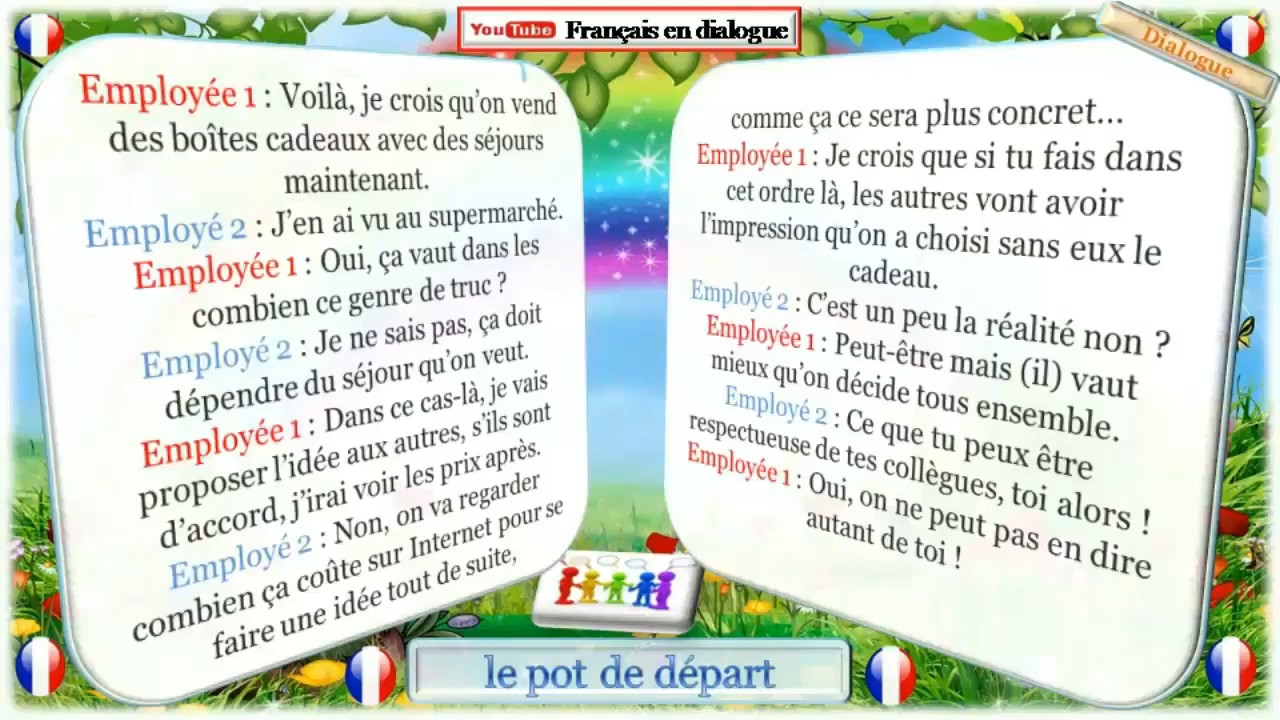 YouTube Français en dialogue
Dialogue
Employée 1 : Voilà, je crois qu’on vend
des boîtes cadeaux avec des séjours
maintenant.
Employé 2 : J’en ai vu au supermarché.
Employée 1 : Oui, ça vaut dans les
combien ce genre de truc ?
Employé 2 : Je ne sais pas, ça doit
dépendre du séjour qu’on veut.
Employée 1 : Dans ce cas-là, je vais
proposer l’idée aux autres, s’ils sont
d’accord, j’irai voir les prix après.
Employé 2 : Non, on va regarder
combien ça coûte sur Internet pour se
faire une idée tout de suite,
comme ça ce sera plus concret...
Employée 1 : Je crois que si tu fais dans
cet ordre là, les autres vont avoir
l’impression qu’on a choisi sans eux le
cadeau.
Employé 2 : C’est un peu la réalité non ?
Employée 1 : Peut-être mais (il) vaut
mieux qu’on décide tous ensemble.
Employé 2 : Ce que tu peux être
respectueuse de tes collègues, toi alors !
Employée 1 : Oui, on ne peut pas en dire
autant de toi !
le pot de départ